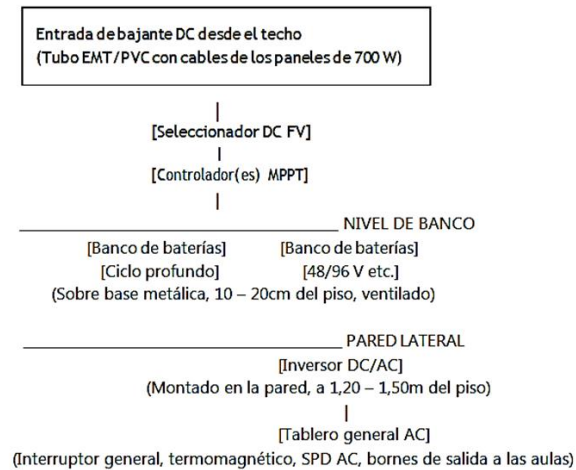 Entrada de bajante DC desde el techo
(Tubo EMT/PVC con cables de los paneles de 700 W)
|
[Seleccionador DC FV]
|
[Controlador(es) MPPT]
|
NIVEL DE BANCO
[Banco de baterías] [Banco de baterías]
[Ciclo profundo] [48/96 V etc.]
(Sobre base metálica, 10 – 20cm del piso, ventilado)
PARED LATERAL
[Inversor DC/AC]
(Montado en la pared, a 1,20 – 1,50m del piso)
|
[Tablero general AC]
(Interruptor general, termomagnético, SPD AC, bornes de salida a las aulas)